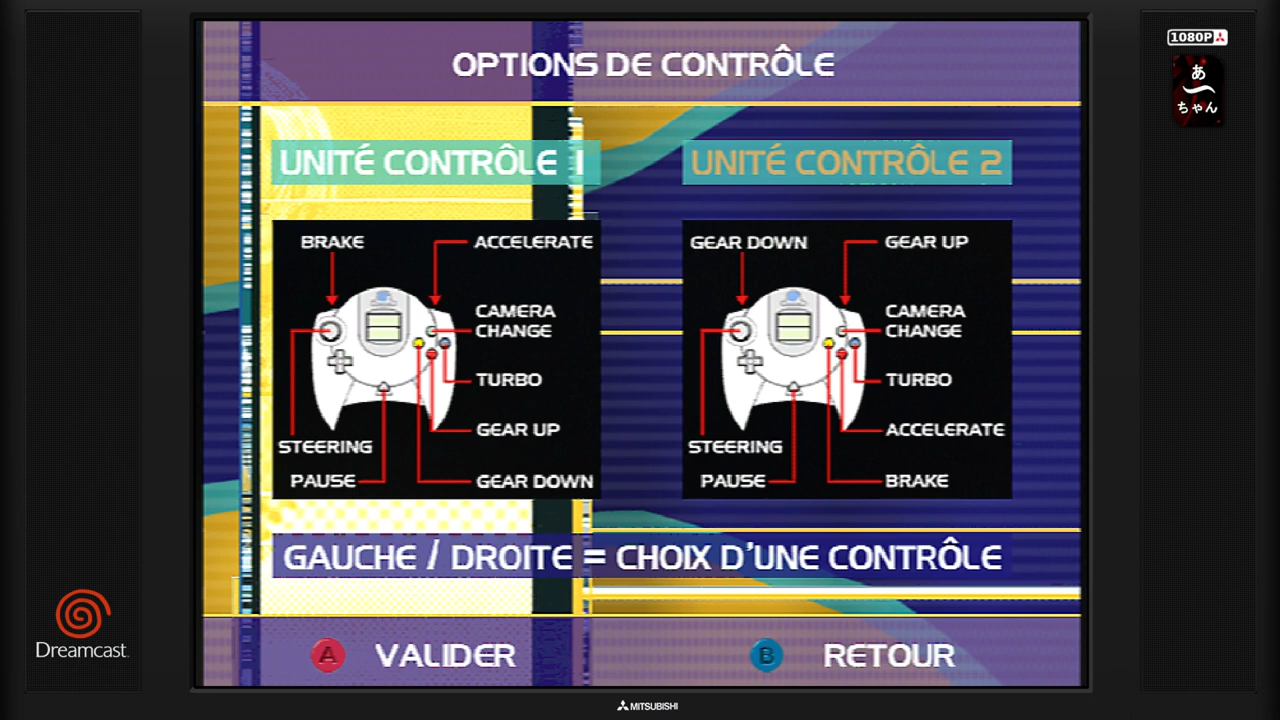 OPTIONS DE CONTRÔLE
1080P
あ
ー
ちゃん
UNITÉ CONTRÔLE 1
UNITÉ CONTRÔLE 2
BRAKE
ACCELERATE
CAMERA
CHANGE
TURBO
GEAR UP
STEERING
PAUSE
GEAR DOWN
GEAR DOWN
GEAR UP
CAMERA
CHANGE
TURBO
ACCELERATE
STEERING
PAUSE
BRAKE
GAUCHE / DROITE = CHOIX D'UNE CONTRÔLE
A VALIDER
B RETOUR
Dreamcast
MITSUBISHI